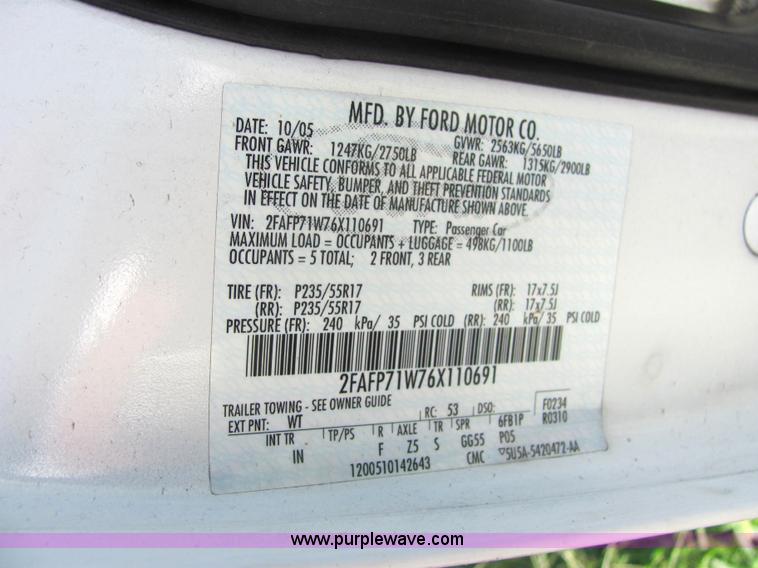 MFD. BY FORD MOTOR CO.
DATE: 10/05 GVWR: 2563KG/5650LB
FRONT GAWR: 1247KG/2750LB REAR GAWR: 1315KG/2900LB
THIS VEHICLE CONFORMS TO ALL APPLICABLE FEDERAL MOTOR
VEHICLE SAFETY, BUMPER, AND THEFT PREVENTION STANDARDS
IN EFFECT ON THE DATE OF MANUFACTURE SHOWN ABOVE.
VIN: 2FAFP71W76X110691 TYPE: Passenger Car
MAXIMUM LOAD = OCCUPANTS + LUGGAGE = 498KG/1100LB
OCCUPANTS = 5 TOTAL; 2 FRONT, 3 REAR
TIRE (FR): P235/55R17 RIMS (FR): 17x7.5J
(RR): P235/55R17 (RR): 17x7.5J
PRESSURE (FR): 240 kPa/ 35 PSI COLD (RR): 240 kPa/ 35 PSI COLD
2FAFP71W76X110691
TRAILER TOWING - SEE OWNER GUIDE
EXT PNT: WT RC: 53 DSO: F0234
6FB1P R0310
INT TR TP/PS R AXLE TR SPR
IN F Z5 S GG55 P05
1200510142643 CMC ▽5U5A-5420472-AA
www.purplewave.com